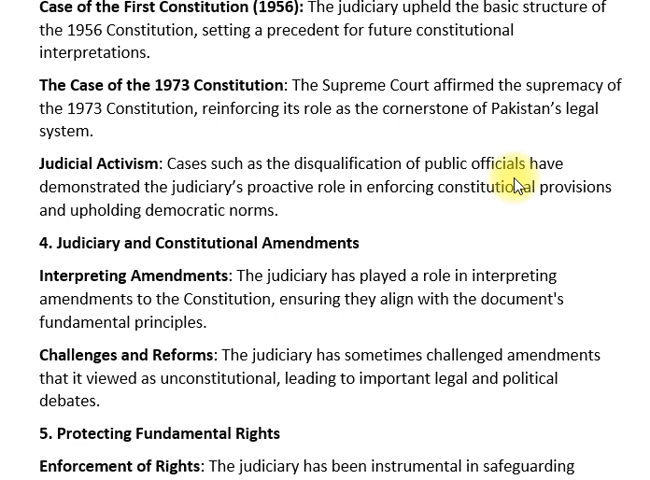 Case of the First Constitution (1956): The judiciary upheld the basic structure of
the 1956 Constitution, setting a precedent for future constitutional
interpretations.
The Case of the 1973 Constitution: The Supreme Court affirmed the supremacy of
the 1973 Constitution, reinforcing its role as the cornerstone of Pakistan’s legal
system.
Judicial Activism: Cases such as the disqualification of public officials have
demonstrated the judiciary’s proactive role in enforcing constitutional provisions
and upholding democratic norms.
4. Judiciary and Constitutional Amendments
Interpreting Amendments: The judiciary has played a role in interpreting
amendments to the Constitution, ensuring they align with the document's
fundamental principles.
Challenges and Reforms: The judiciary has sometimes challenged amendments
that it viewed as unconstitutional, leading to important legal and political
debates.
5. Protecting Fundamental Rights
Enforcement of Rights: The judiciary has been instrumental in safeguarding